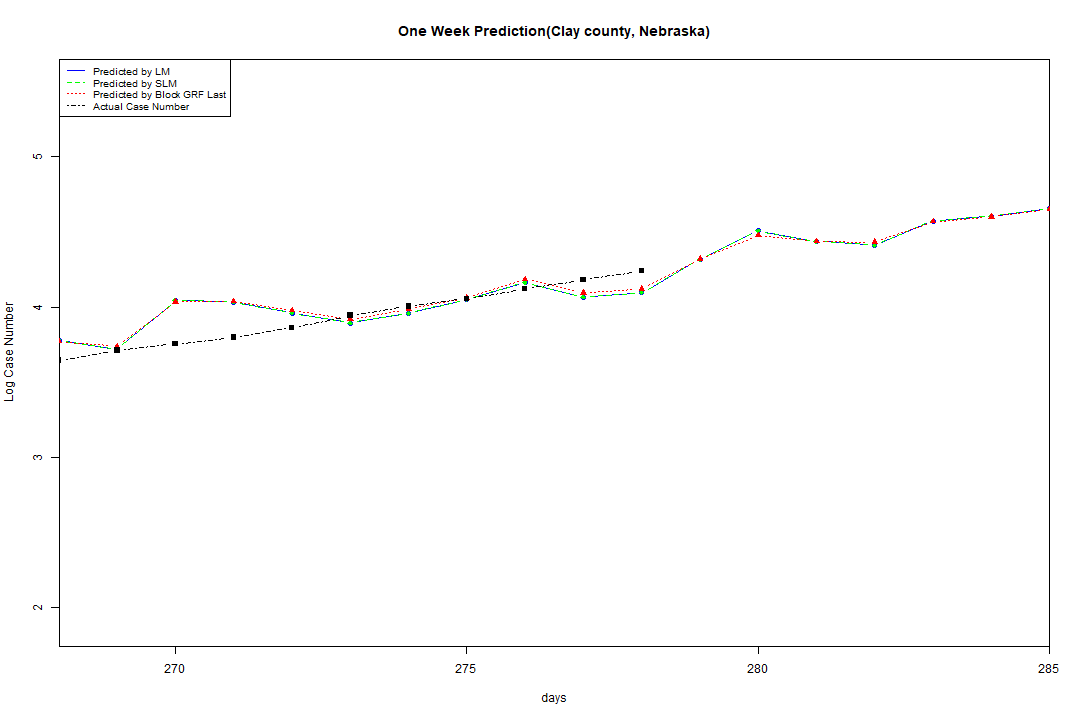 One Week Prediction(Clay county, Nebraska)
Predicted by LM
Predicted by SLM
Predicted by Block GRF Last
Actual Case Number
5
4
3
2
Log Case Number
270
275
280
285
days